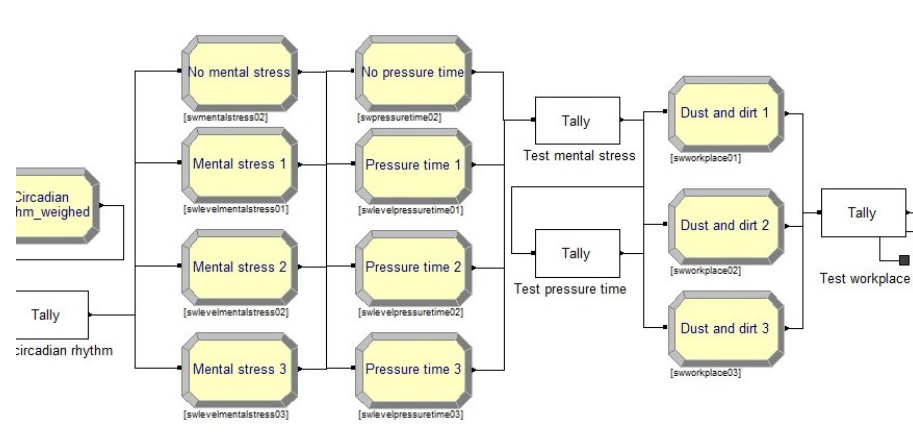 No mental stress
[swmentalstress02]
No pressure time
[swpressuretime02]
Mental stress 1
[swlevelmentalstress01]
Pressure time 1
[swlevelpressuretime01]
Tally
Test mental stress
Dust and dirt 1
[swworkplace01]
Circadian
hm_weighed
Mental stress 2
[swlevelmentalstress02]
Pressure time 2
[swlevelpressuretime02]
Tally
Test pressure time
Dust and dirt 2
[swworkplace02]
Tally
Test workplace
Tally
circadian rhythm
Mental stress 3
[swlevelmentalstress03]
Pressure time 3
[swlevelpressuretime03]
Dust and dirt 3
[swworkplace03]